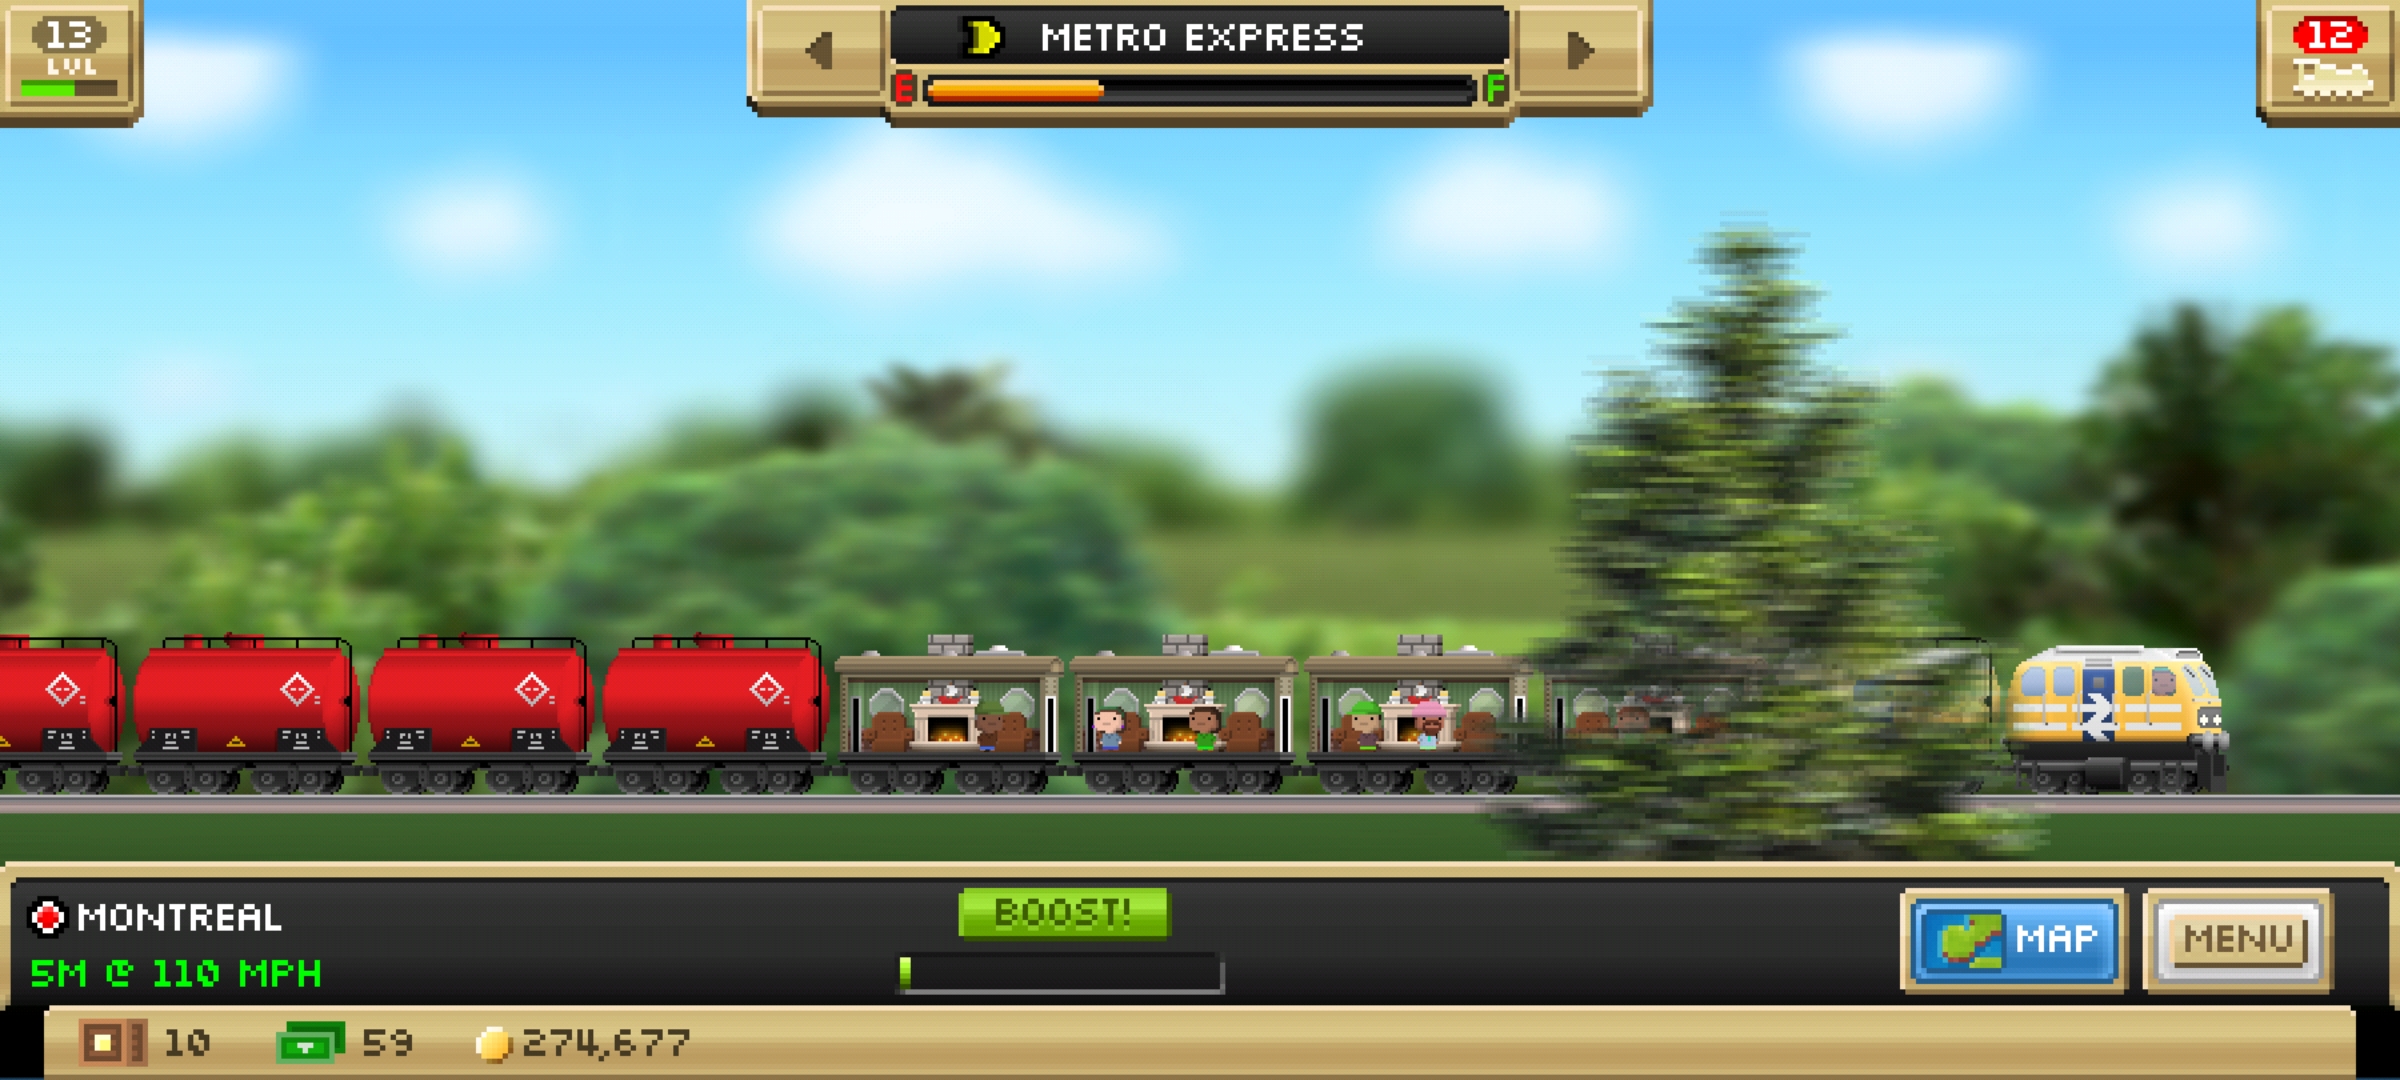 13
LVL
METRO EXPRESS
E
F
12
MONTREAL
5M @ 110 MPH
BOOST!
MAP
MENU
10
59
274,677